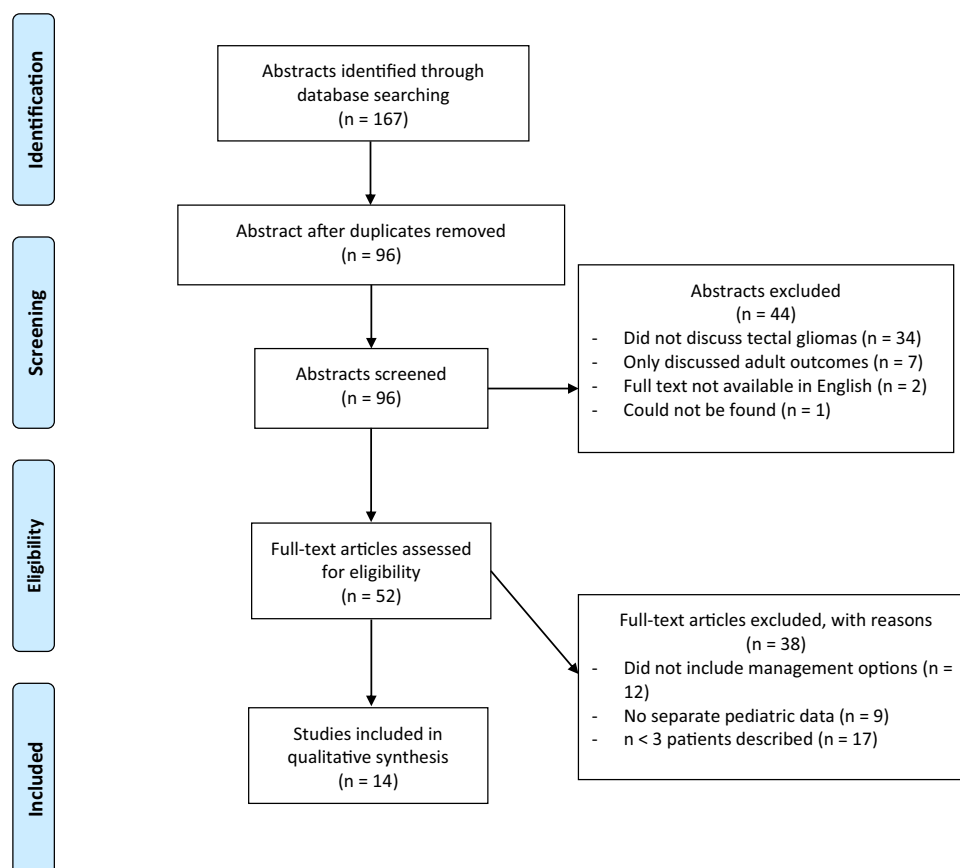 Identification
Abstracts identified through
database searching
(n = 167)
Abstract after duplicates removed
(n = 96)
Screening
Abstracts screened
(n = 96)
Abstracts excluded
(n = 44)
- Did not discuss tectal gliomas (n = 34)
- Only discussed adult outcomes (n = 7)
- Full text not available in English (n = 2)
- Could not be found (n = 1)
Eligibility
Full-text articles assessed
for eligibility
(n = 52)
Full-text articles excluded, with reasons
(n = 38)
- Did not include management options (n =
12)
- No separate pediatric data (n = 9)
- n < 3 patients described (n = 17)
Included
Studies included in
qualitative synthesis
(n = 14)